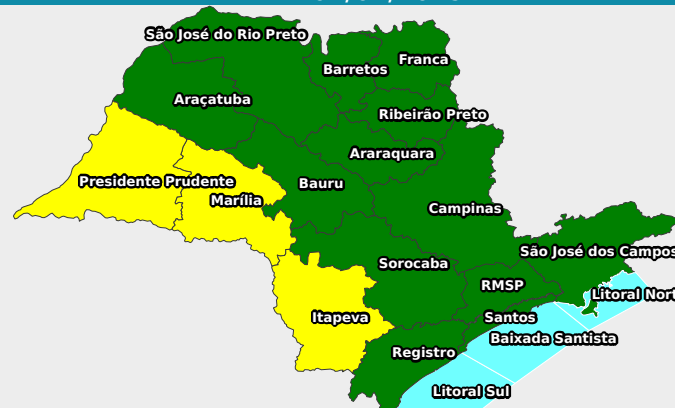 São José do Rio Preto
Franca
Barretos
Araçatuba
Ribeirão Preto
Araraquara
Presidente Prudente
Bauru
Marília
Campinas
São José dos Campos
Sorocaba
RMSP
Litoral Nort
Itapeva
Santos
Baixada Santista
Registro
Litoral Sul